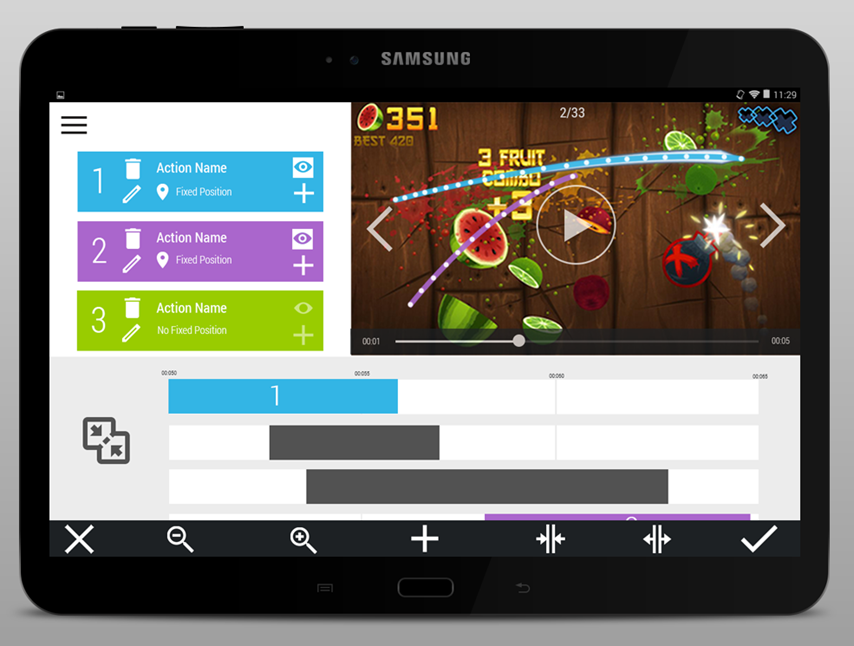 SAMSUNG
11:29
351
BEST 428
2/33
3 FRUIT
COMBO
+3
1
Action Name
Fixed Position
2
Action Name
Fixed Position
3
Action Name
No Fixed Position
00:01
00:05
00:050
00:055
00:060
00:065
1